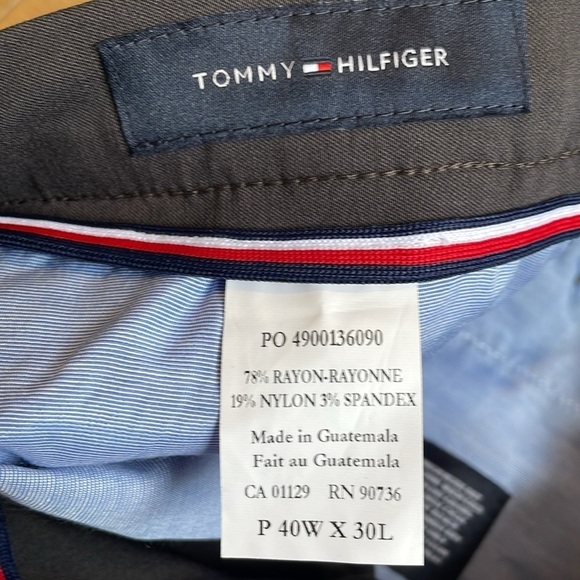 TOMMY HILFIGER
PO 4900136090
78% RAYON-RAYONNE
19% NYLON 3% SPANDEX
Made in Guatemala
Fait au Guatemala
CA 01129 RN 90736
P 40W X 30L